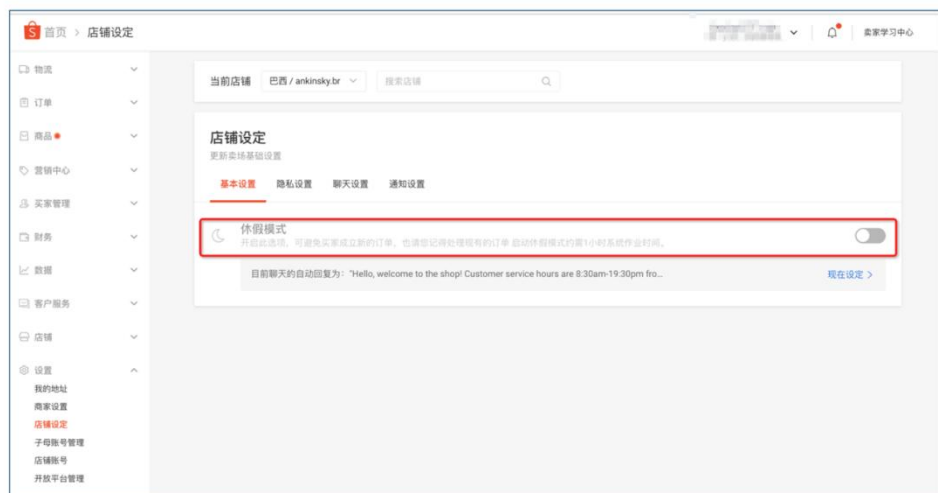 首页 > 店铺设定
卖家学习中心
物流
订单
商品
营销中心
买家管理
财务
数据
客户服务
店铺
设置
我的地址
商家设置
店铺设定
子母账号管理
店铺账号
开放平台管理
当前店铺 巴西 / ankinsky.br 搜索店铺
店铺设定
更新卖场基础设置
基本设置 隐私设置 聊天设置 通知设置
休假模式
开启此选项，可避免买家成立新的订单，也请您记得处理现有的订单 启动休假模式约需1小时系统作业时间。
目前聊天的自动回复为： "Hello, welcome to the shop! Customer service hours are 8:30am-19:30pm fro...
现在设定 >